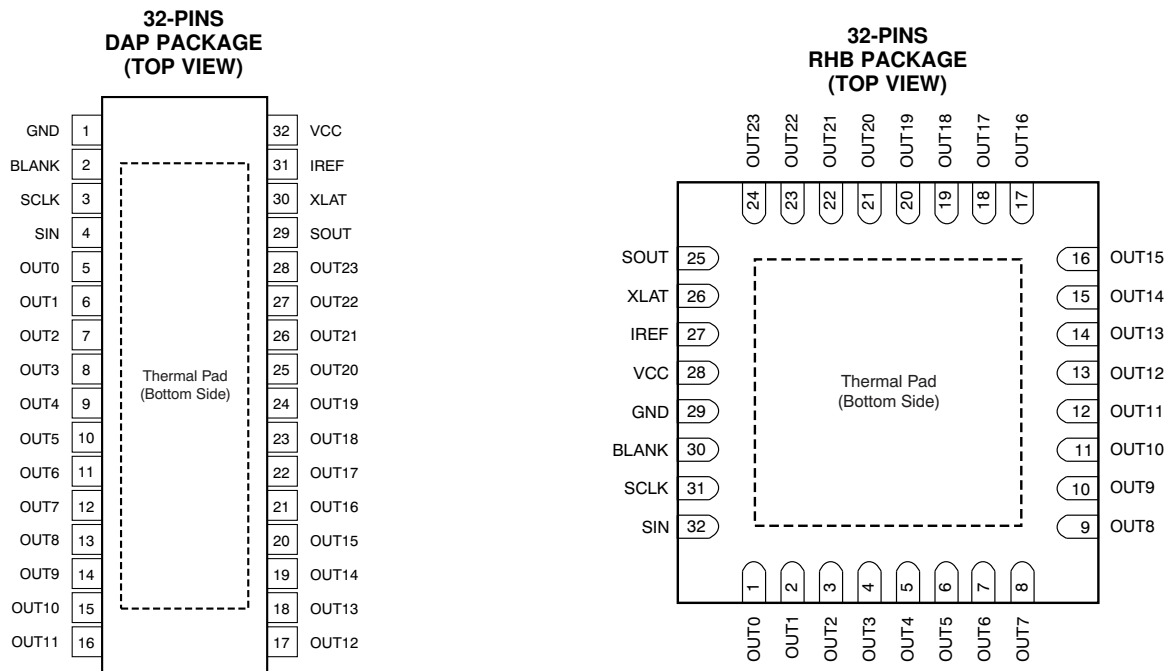 32-PINS
DAP PACKAGE
(TOP VIEW)
GND 1
BLANK 2
SCLK 3
SIN 4
OUT0 5
OUT1 6
OUT2 7
OUT3 8
OUT4 9
OUT5 10
OUT6 11
OUT7 12
OUT8 13
OUT9 14
OUT10 15
OUT11 16
Thermal Pad
(Bottom Side)
32 VCC
31 IREF
30 XLAT
29 SOUT
28 OUT23
27 OUT22
26 OUT21
25 OUT20
24 OUT19
23 OUT18
22 OUT17
21 OUT16
20 OUT15
19 OUT14
18 OUT13
17 OUT12
32-PINS
RHB PACKAGE
(TOP VIEW)
OUT23 OUT22 OUT21 OUT20 OUT19 OUT18 OUT17 OUT16
24 23 22 21 20 19 18 17
SOUT 25
XLAT 26
IREF 27
VCC 28
GND 29
BLANK 30
SCLK 31
SIN 32
Thermal Pad
(Bottom Side)
16 OUT15
15 OUT14
14 OUT13
13 OUT12
12 OUT11
11 OUT10
10 OUT9
9 OUT8
1 2 3 4 5 6 7 8
OUT0 OUT1 OUT2 OUT3 OUT4 OUT5 OUT6 OUT7